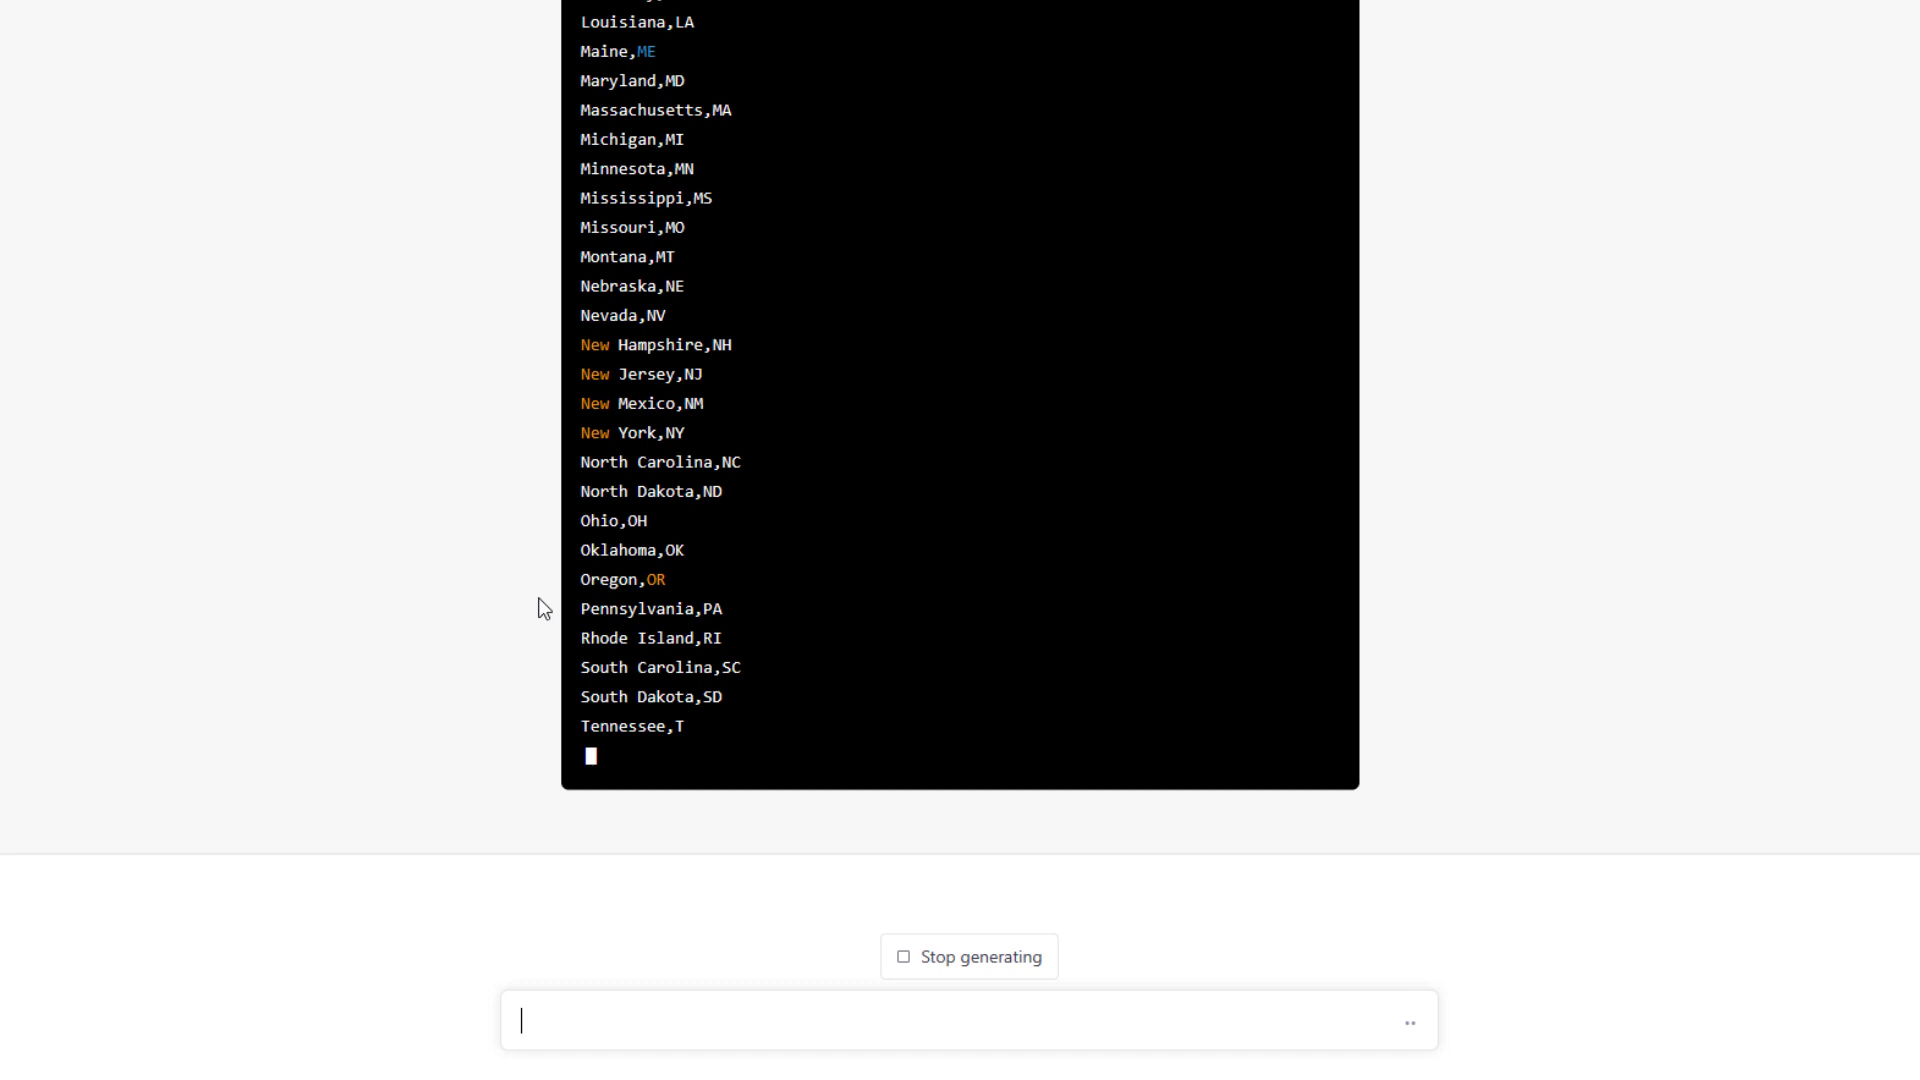 Louisiana,LA
Maine,ME
Maryland,MD
Massachusetts,MA
Michigan,MI
Minnesota,MN
Mississippi,MS
Missouri,MO
Montana,MT
Nebraska,NE
Nevada,NV
New Hampshire,NH
New Jersey,NJ
New Mexico,NM
New York,NY
North Carolina,NC
North Dakota,ND
Ohio,OH
Oklahoma,OK
Oregon,OR
Pennsylvania,PA
Rhode Island,RI
South Carolina,SC
South Dakota,SD
Tennessee,T
Stop generating